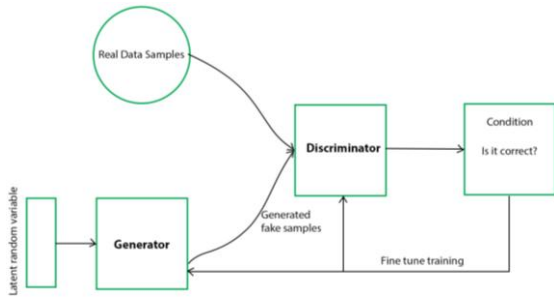 Real Data Samples
Discriminator
Condition
Is it correct?
Latent random variable
Generator
Generated
fake samples
Fine tune training